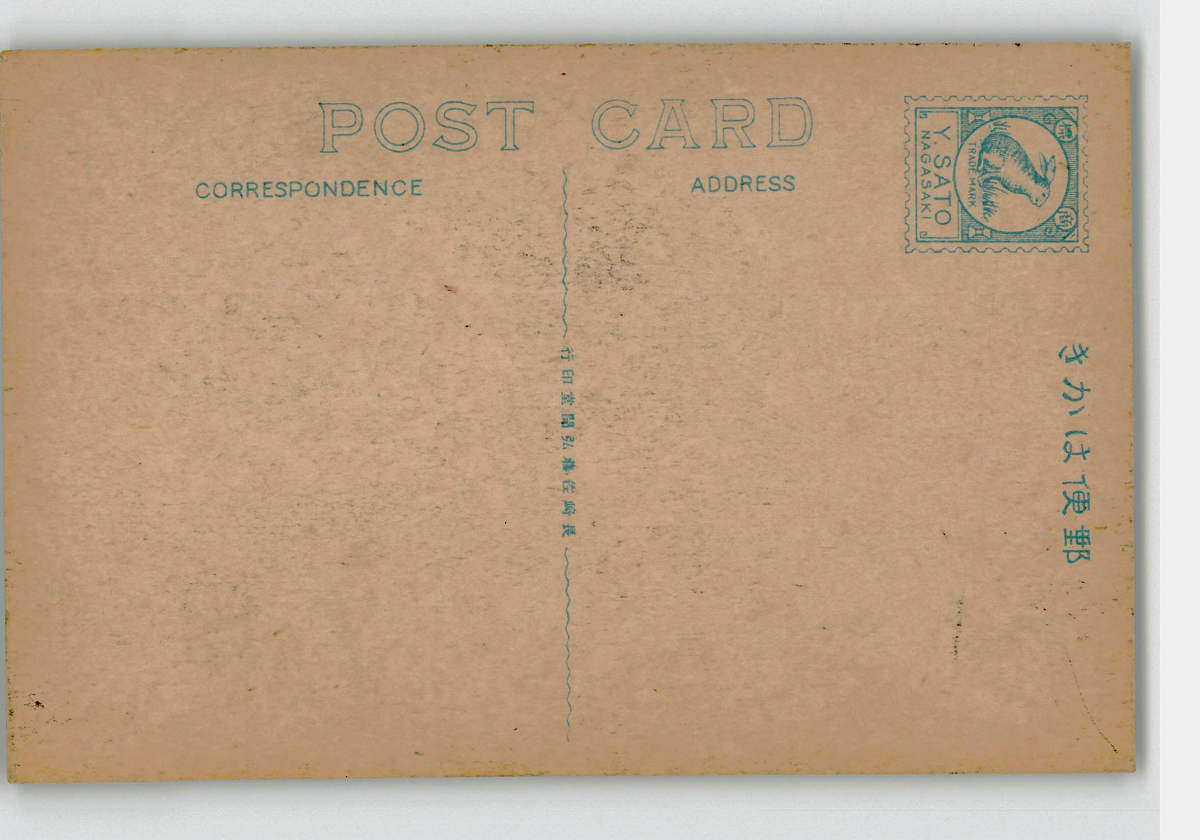 POST CARD
CORRESPONDENCE
ADDRESS
TRADE MARK
Y. SATO
NAGASAKI
郵便はかき
長崎佐藤弘開堂印行